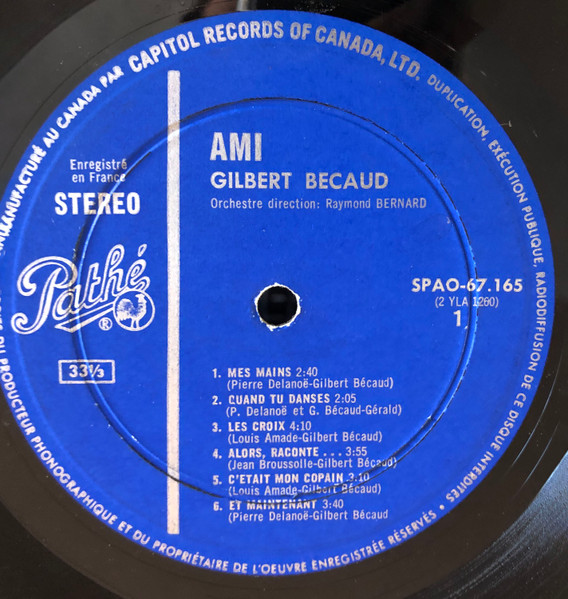 MANUFACTURÉ AU CANADA PAR CAPITOL RECORDS OF CANADA, LTD. DUPLICATION EXÉCUTION PUBLIQUE, RADIODIFFUSION DE CE DISQUE INTERDITES
AMI
GILBERT BECAUD
Orchestre direction: Raymond BERNARD
Enregistré
en France
STEREO
Pathé
®
33⅓
SPAO-67.165
(2 YLA 1260)
1
1. MES MAINS 2:40
(Pierre Delanoë-Gilbert Bécaud)
2. QUAND TU DANSES 2:05
(P. Delanoë et G. Bécaud-Gérald)
3. LES CROIX 4:10
(Louis Amade-Gilbert Bécaud)
4. ALORS, RACONTE . . . 3:55
(Jean Broussolle-Gilbert Bécaud)
5. C'ETAIT MON COPAIN 3:10
(Louis Amade-Gilbert Bécaud)
6. ET MAINTENANT 3:40
(Pierre Delanoë-Gilbert Bécaud
DU PRODUCTEUR PHONOGRAPHIQUE ET DU PROPRIÉTAIRE DE L'OEUVRE ENREGISTRÉE RÉSERVÉS •